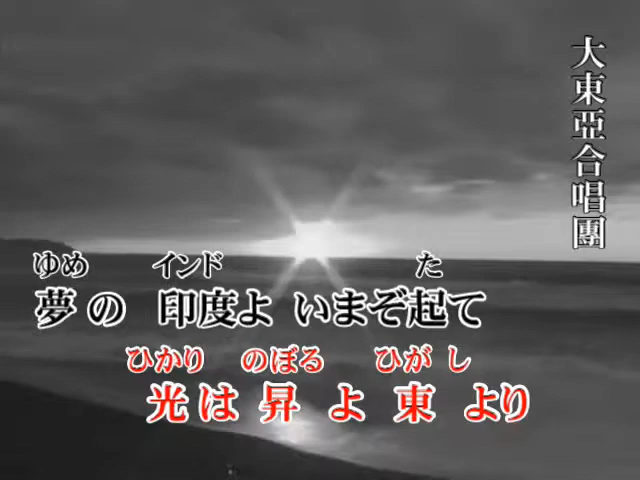 大東亞合唱團
ゆめ インドた
夢の 印度よ いまぞ起て
ひかり のぼる ひがし
光は 昇 よ 東 より